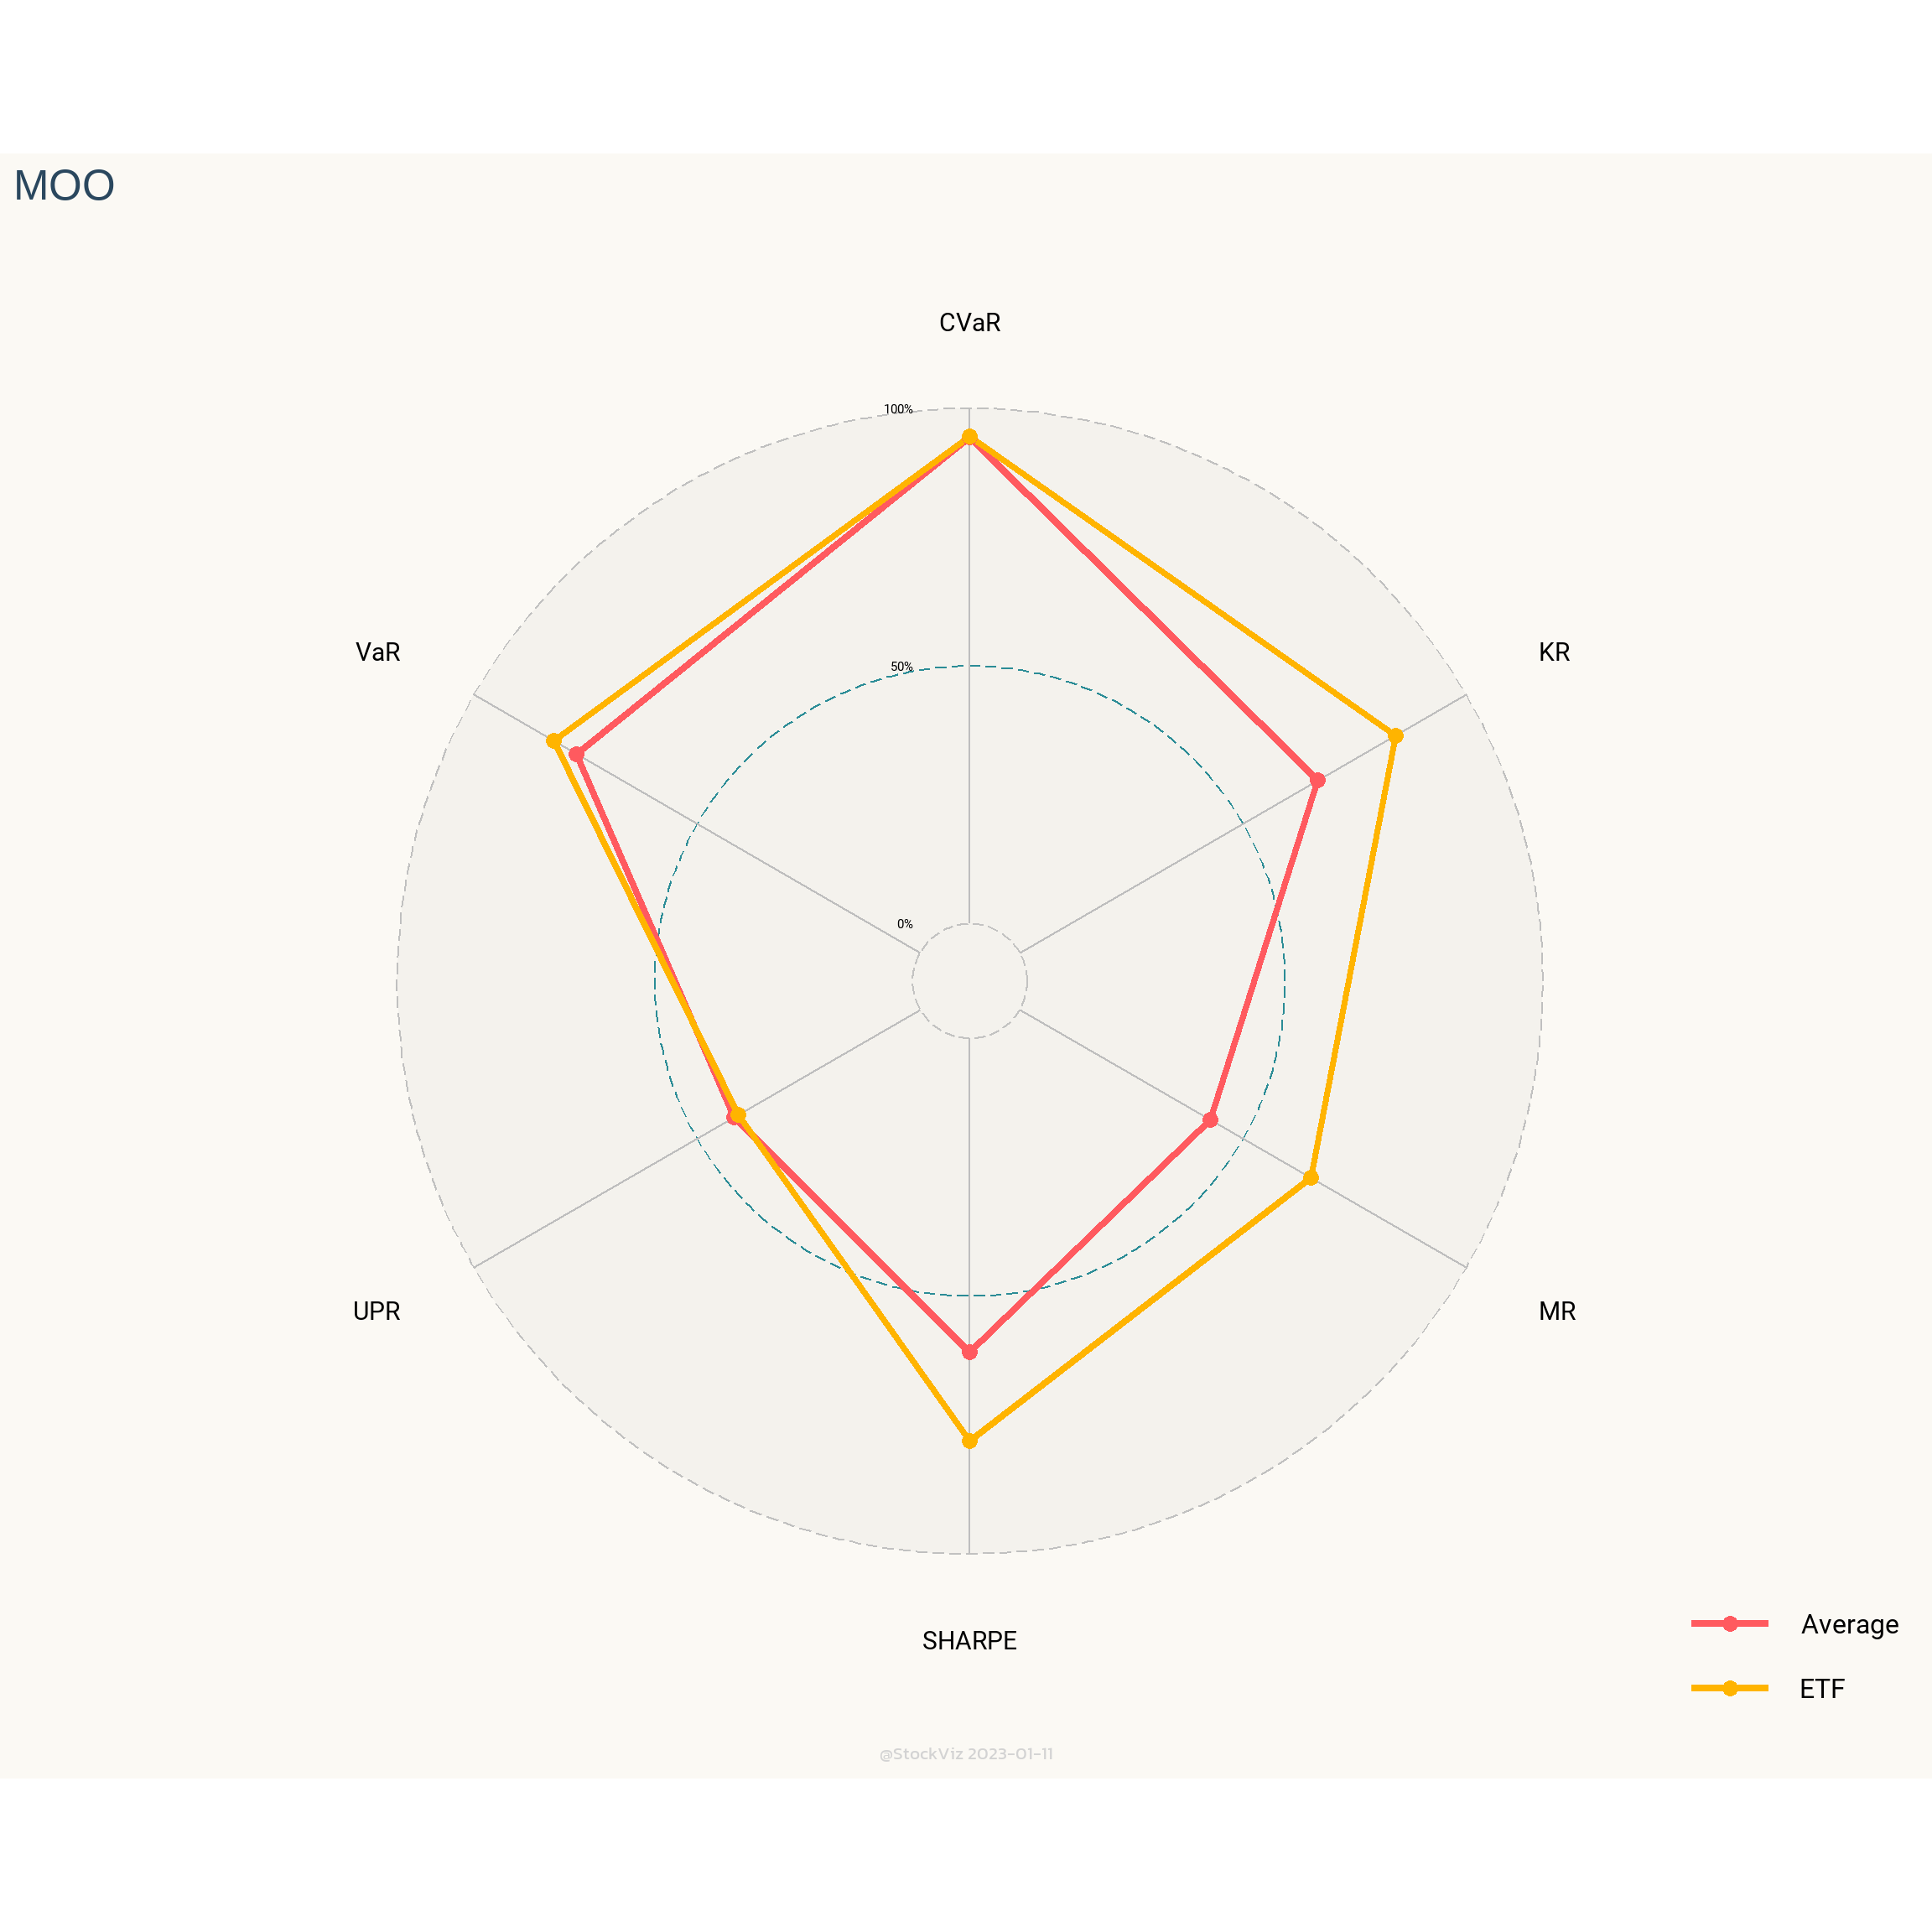 MOO
CVaR
100%
VaR
KR
50%
0%
UPR
MR
SHARPE
Average
ETF
@StockViz 2023-01-11